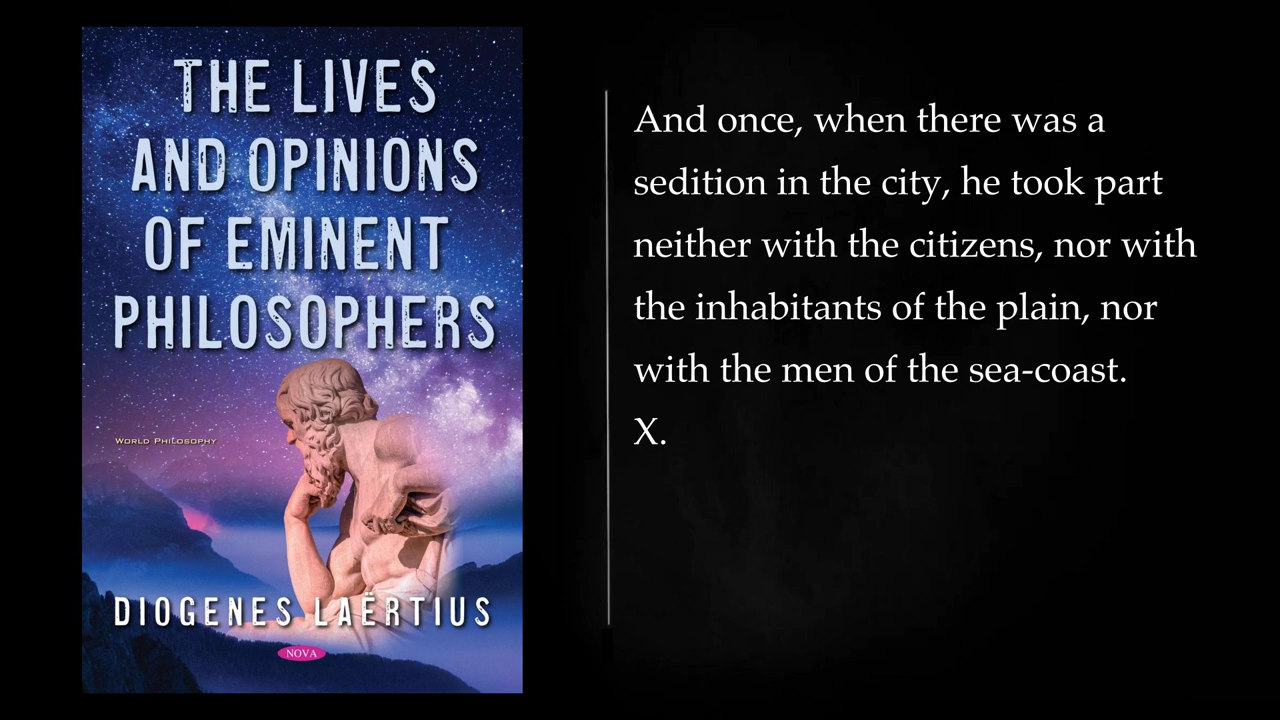 THE LIVES
AND OPINIONS
OF EMINENT
PHILOSOPHERS
WORLD PHILOSOPHY
DIOGENES LAËRTIUS
NOVA
And once, when there was a
sedition in the city, he took part
neither with the citizens, nor with
the inhabitants of the plain, nor
with the men of the sea-coast.
X.